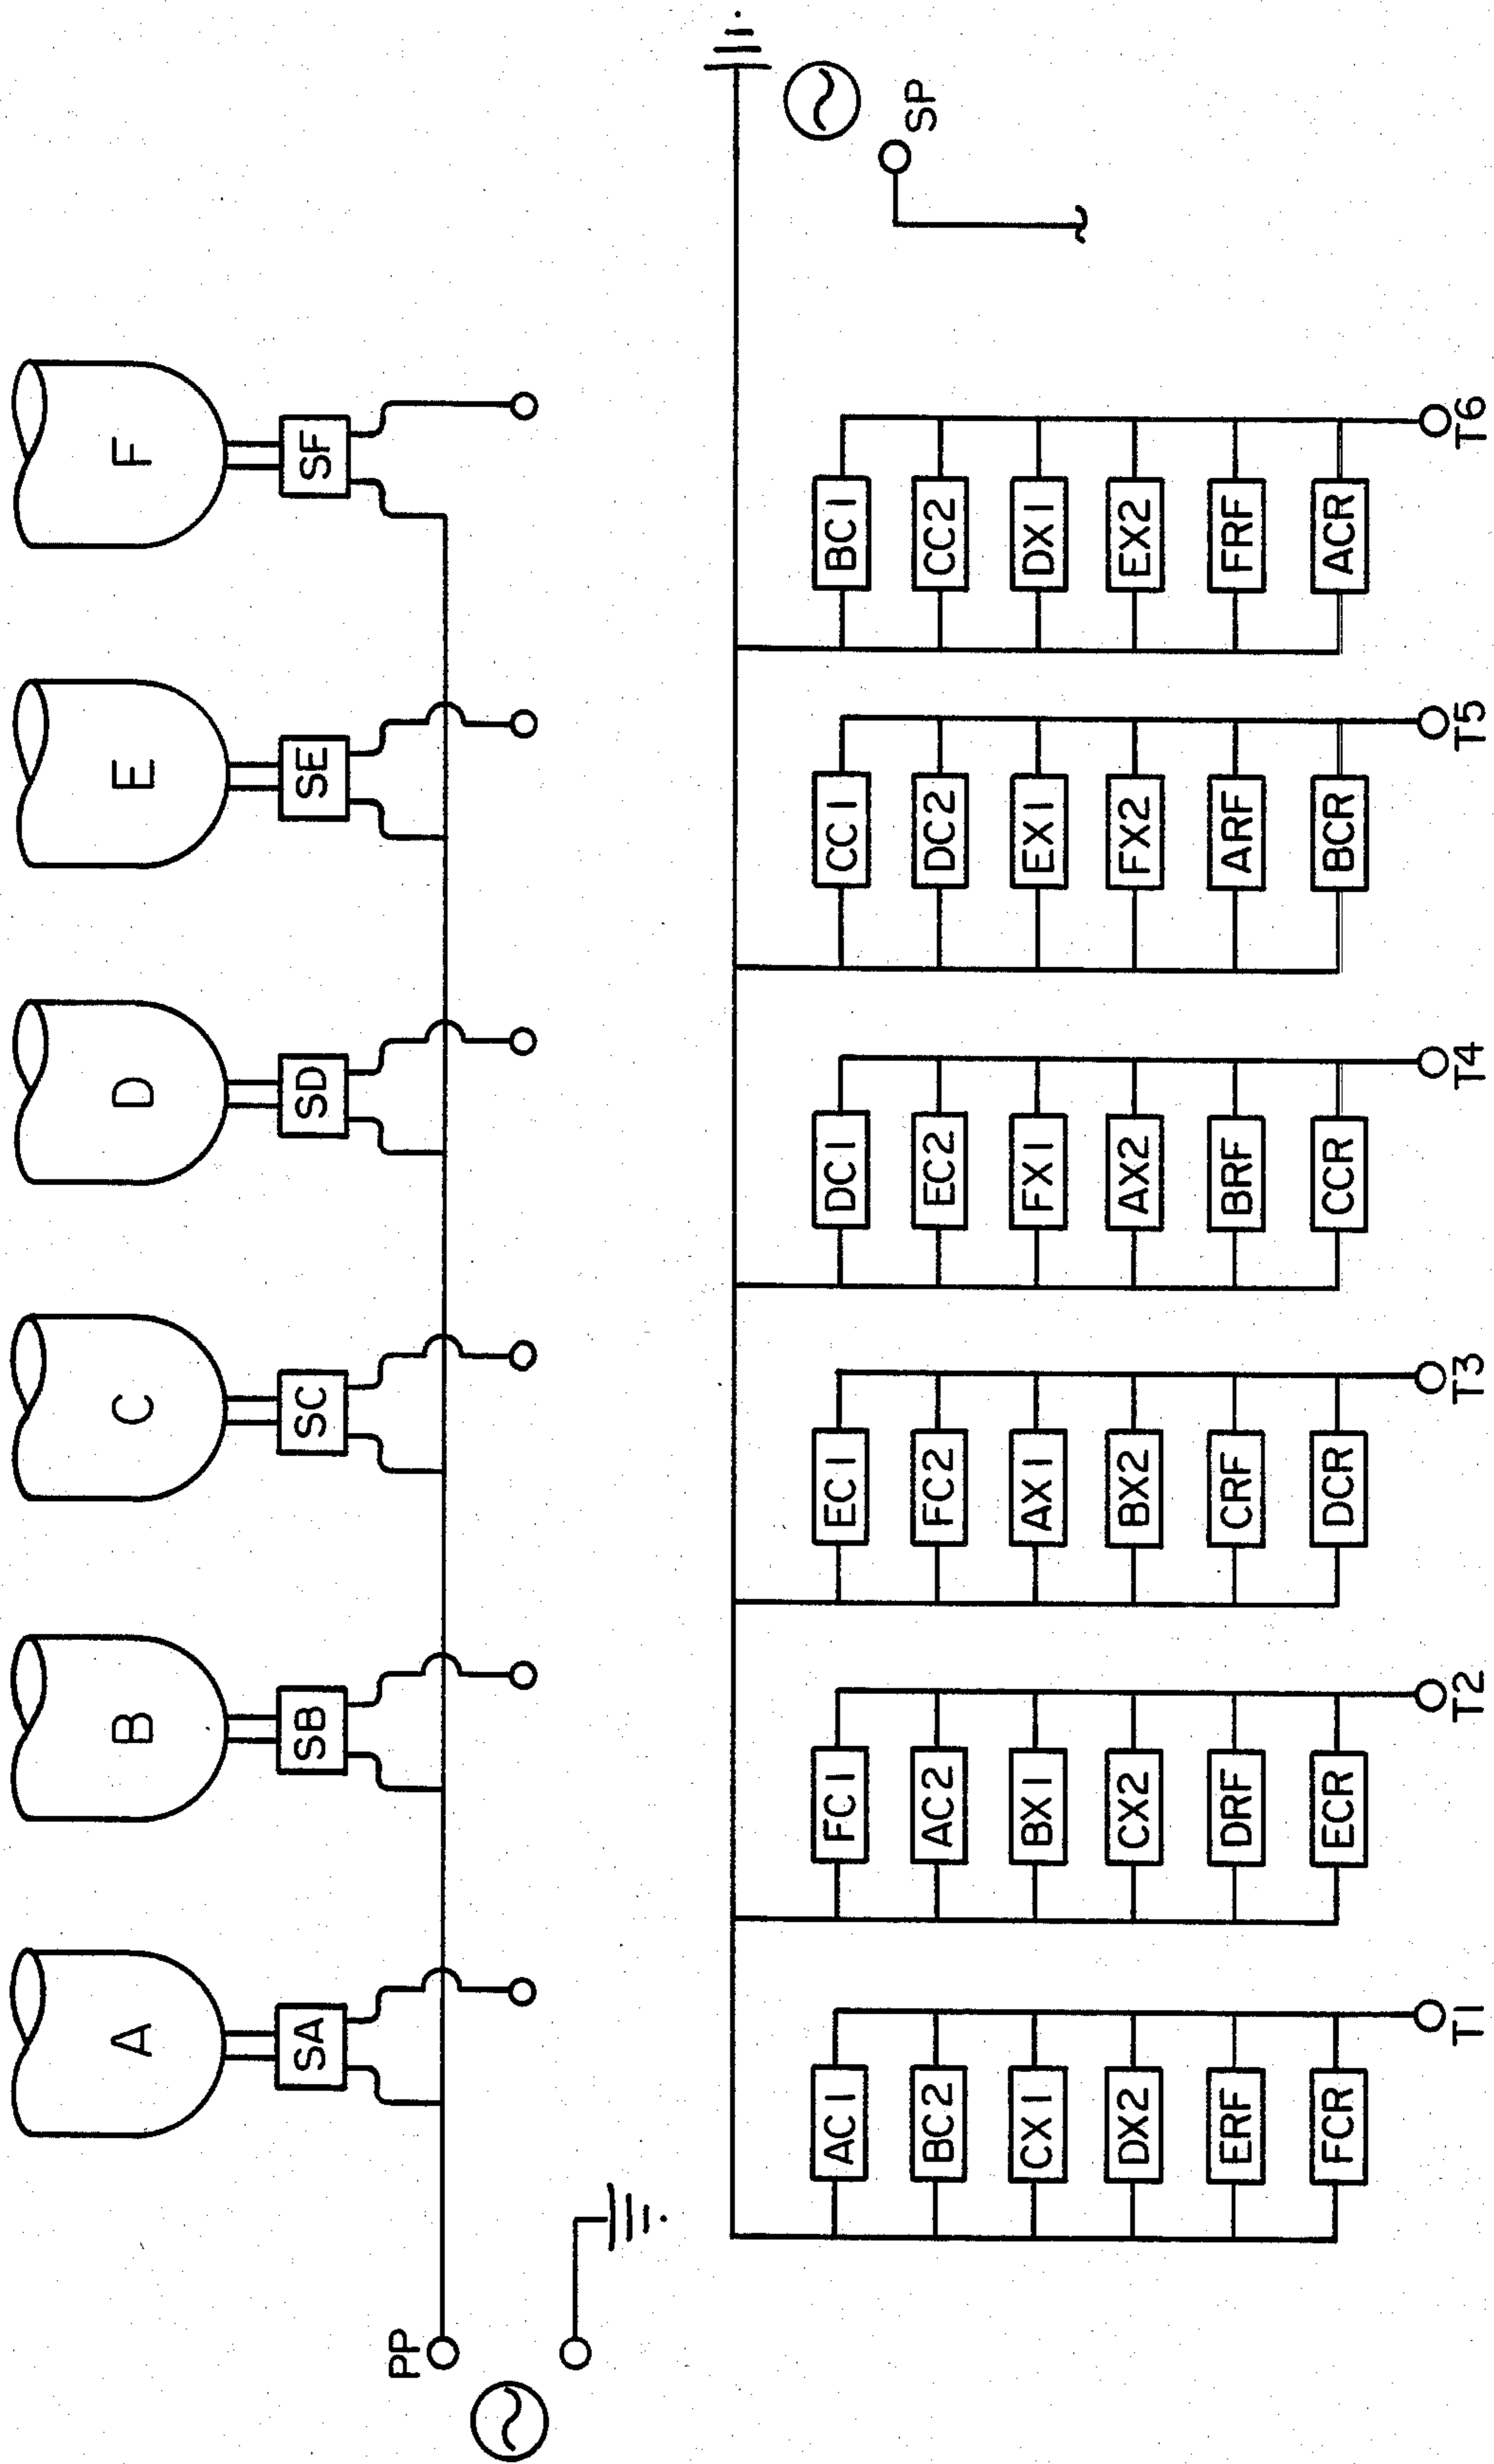 A B C D E F
SA SB SC SD SE SF
PP
AC1 FC1 EC1 DC1 CC1 BC1
SP
BC2 AC2 FC2 EC2 DC2 CC2
CX1 BX1 AX1 FX1 EX1 DX1
DX2 CX2 BX2 AX2 FX2 EX2
ERF DRF CRF BRF ARF FRF
FCR ECR DCR CCR BCR ACR
T1 T2 T3 T4 T5 T6